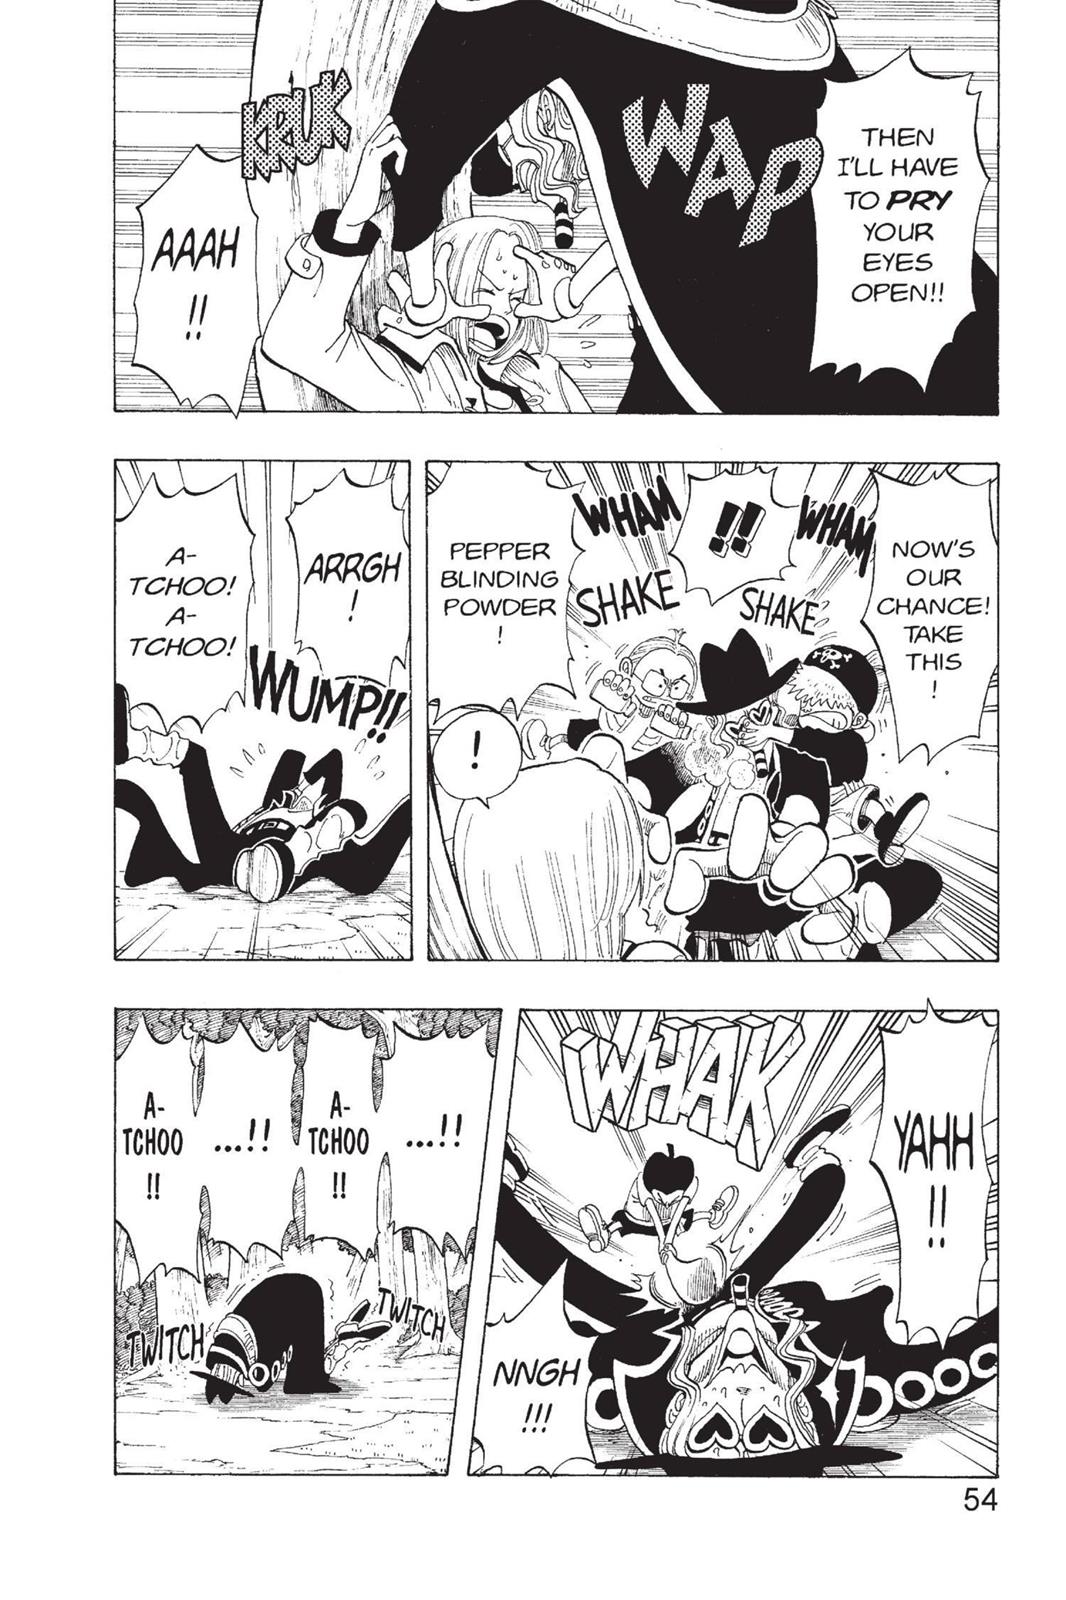 THEN
I'LL HAVE
TO PRY
YOUR
EYES
OPEN!!
WAP
KRUK
AAAH
!!
NOW'S
OUR
CHANCE!
TAKE
THIS
!
WHAM
!!
WHAM
SHAKE
SHAKE
PEPPER
BLINDING
POWDER
!
!
ARRGH
!
A-
TCHOO!
A-
TCHOO!
WUMP!!
YAHH
!!
WHAK
NNGH
!!!
...!!
A-
TCHOO
!!
...!!
A-
TCHOO
!!
TWITCH
TWITCH
54